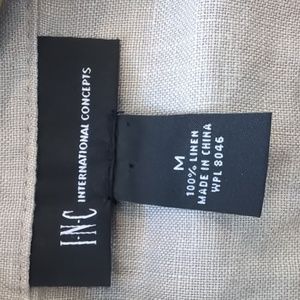 I·N·C INTERNATIONAL CONCEPTS
M
100% LINEN
MADE IN CHINA
WPL 8046